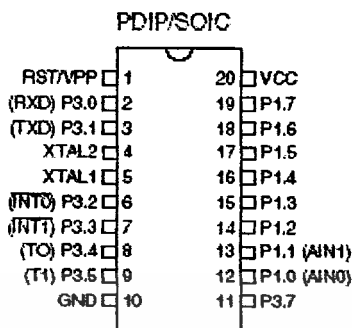 PDIP/SOIC
RST/VPP 1 20 VCC
(RXD) P3.0 2 19 P1.7
(TXD) P3.1 3 18 P1.6
XTAL2 4 17 P1.5
XTAL1 5 16 P1.4
(INT0) P3.2 6 15 P1.3
(INT1) P3.3 7 14 P1.2
(TO) P3.4 8 13 P1.1 (AIN1)
(T1) P3.5 9 12 P1.0 (AIN0)
GND 10 11 P3.7